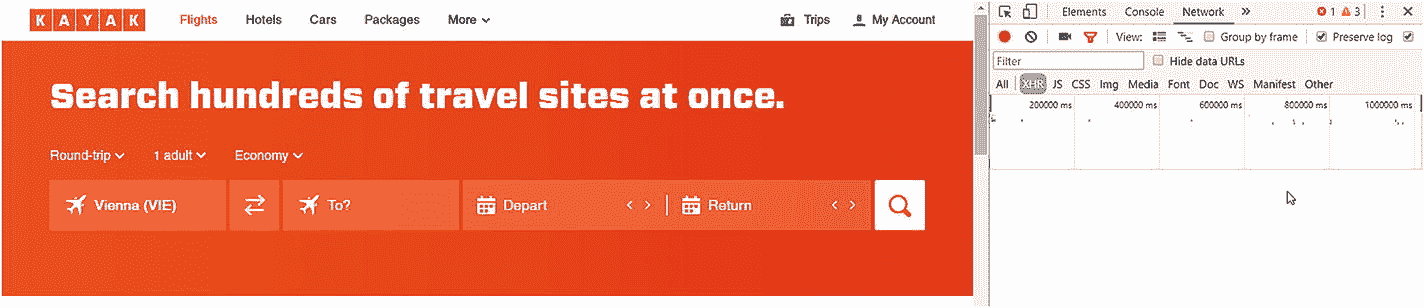 KAYAK Flights Hotels Cars Packages More Trips My Account
Search hundreds of travel sites at once.
Round-trip 1 adult Economy
Vienna (VIE) To? Depart Return
Elements Console Network 1 3
View: Group by frame Preserve log
Filter Hide data URLs
All XHR JS CSS Img Media Font Doc WS Manifest Other
200000 ms 400000 ms 600000 ms 800000 ms 1000000 ms